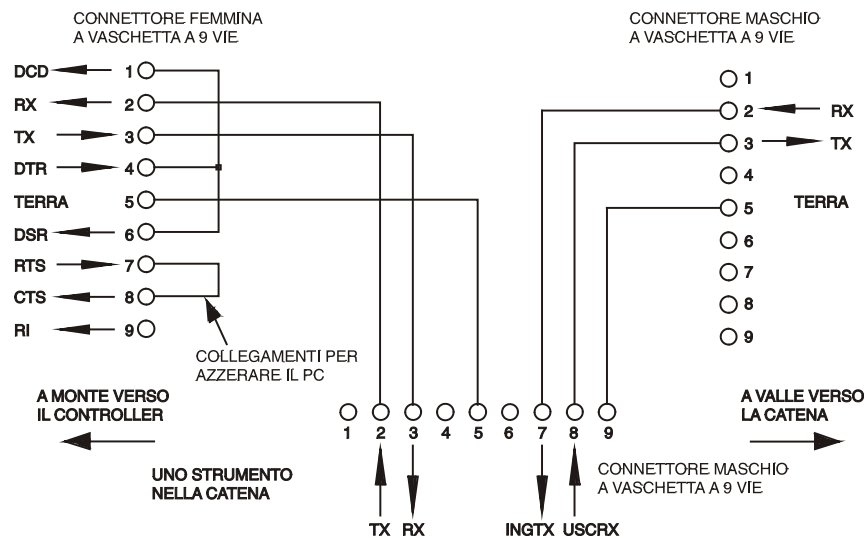 CONNETTORE FEMMINA
A VASCHETTA A 9 VIE
CONNETTORE MASCHIO
A VASCHETTA A 9 VIE
DCD 1
RX 2
TX 3
DTR 4
TERRA 5
DSR 6
RTS 7
CTS 8
RI 9
1
2 RX
3 TX
4
5 TERRA
6
7
8
9
COLLEGAMENTI PER
AZZERARE IL PC
A MONTE VERSO
IL CONTROLLER
A VALLE VERSO
LA CATENA
1 2 3 4 5 6 7 8 9
UNO STRUMENTO
NELLA CATENA
CONNETTORE MASCHIO
A VASCHETTA A 9 VIE
TX RX INGTX USCRX